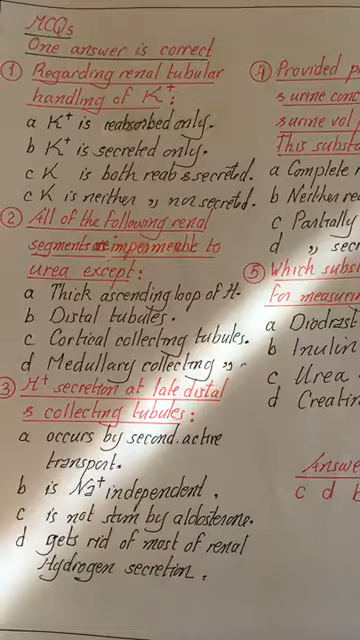 MCQs
One answer is correct
1 Regarding renal tubular
handling of K+:
a K+ is reabsorbed only.
b K+ is secreted only.
c K is both reab & secreted.
c K is neither ,, nor secreted.
2 All of the following renal
segments are impermeable to
urea except:
a Thick ascending loop of H.
b Distal tubules.
c Cortical collecting tubules.
d Medullary collecting ,, ,,
3 H+ secretion at late distal
& collecting tubules:
a occurs by second. active
transport.
b is Na+ independent.
c is not stim by aldosterone.
d gets rid of most of renal
Hydrogen secretion.
4 Provided p
& urine conc
& urine vol
This substa
a Complete
b Neither rea
c Partially
d ,, secr
5 Which subs
for measurin
a Diodrast
b Inulin
c Urea.
d Creatin
Answe
c d b